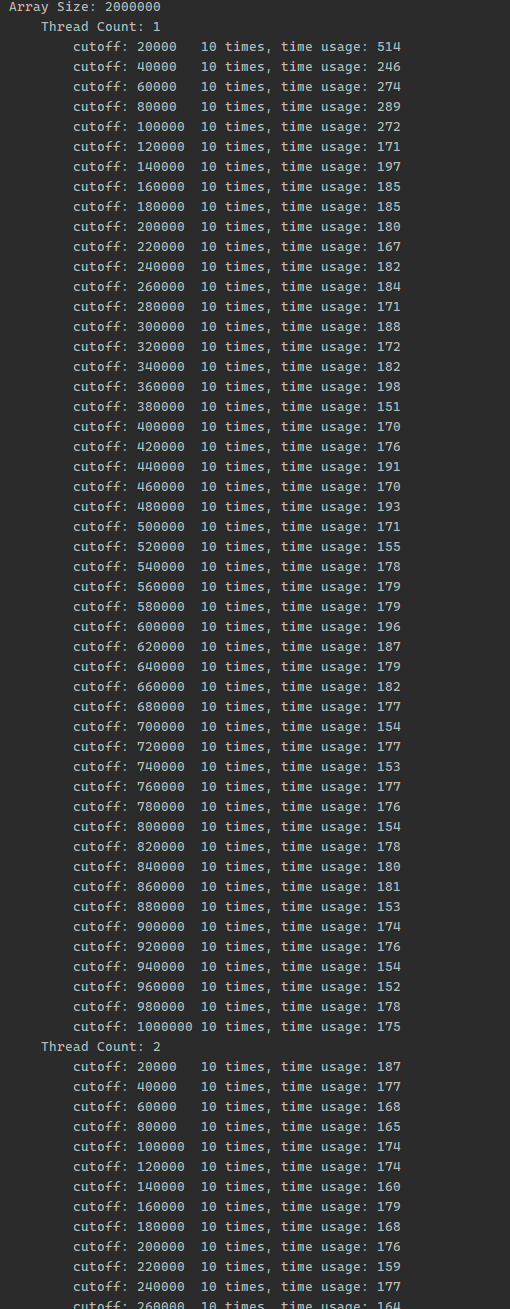 Array Size: 2000000
Thread Count: 1
cutoff: 20000 10 times, time usage: 514
cutoff: 40000 10 times, time usage: 246
cutoff: 60000 10 times, time usage: 274
cutoff: 80000 10 times, time usage: 289
cutoff: 100000 10 times, time usage: 272
cutoff: 120000 10 times, time usage: 171
cutoff: 140000 10 times, time usage: 197
cutoff: 160000 10 times, time usage: 185
cutoff: 180000 10 times, time usage: 185
cutoff: 200000 10 times, time usage: 180
cutoff: 220000 10 times, time usage: 167
cutoff: 240000 10 times, time usage: 182
cutoff: 260000 10 times, time usage: 184
cutoff: 280000 10 times, time usage: 171
cutoff: 300000 10 times, time usage: 188
cutoff: 320000 10 times, time usage: 172
cutoff: 340000 10 times, time usage: 182
cutoff: 360000 10 times, time usage: 198
cutoff: 380000 10 times, time usage: 151
cutoff: 400000 10 times, time usage: 170
cutoff: 420000 10 times, time usage: 176
cutoff: 440000 10 times, time usage: 191
cutoff: 460000 10 times, time usage: 170
cutoff: 480000 10 times, time usage: 193
cutoff: 500000 10 times, time usage: 171
cutoff: 520000 10 times, time usage: 155
cutoff: 540000 10 times, time usage: 178
cutoff: 560000 10 times, time usage: 179
cutoff: 580000 10 times, time usage: 179
cutoff: 600000 10 times, time usage: 196
cutoff: 620000 10 times, time usage: 187
cutoff: 640000 10 times, time usage: 179
cutoff: 660000 10 times, time usage: 182
cutoff: 680000 10 times, time usage: 177
cutoff: 700000 10 times, time usage: 154
cutoff: 720000 10 times, time usage: 177
cutoff: 740000 10 times, time usage: 153
cutoff: 760000 10 times, time usage: 177
cutoff: 780000 10 times, time usage: 176
cutoff: 800000 10 times, time usage: 154
cutoff: 820000 10 times, time usage: 178
cutoff: 840000 10 times, time usage: 180
cutoff: 860000 10 times, time usage: 181
cutoff: 880000 10 times, time usage: 153
cutoff: 900000 10 times, time usage: 174
cutoff: 920000 10 times, time usage: 176
cutoff: 940000 10 times, time usage: 154
cutoff: 960000 10 times, time usage: 152
cutoff: 980000 10 times, time usage: 178
cutoff: 1000000 10 times, time usage: 175
Thread Count: 2
cutoff: 20000 10 times, time usage: 187
cutoff: 40000 10 times, time usage: 177
cutoff: 60000 10 times, time usage: 168
cutoff: 80000 10 times, time usage: 165
cutoff: 100000 10 times, time usage: 174
cutoff: 120000 10 times, time usage: 174
cutoff: 140000 10 times, time usage: 160
cutoff: 160000 10 times, time usage: 179
cutoff: 180000 10 times, time usage: 168
cutoff: 200000 10 times, time usage: 176
cutoff: 220000 10 times, time usage: 159
cutoff: 240000 10 times, time usage: 177
cutoff: 260000 10 times, time usage: 164